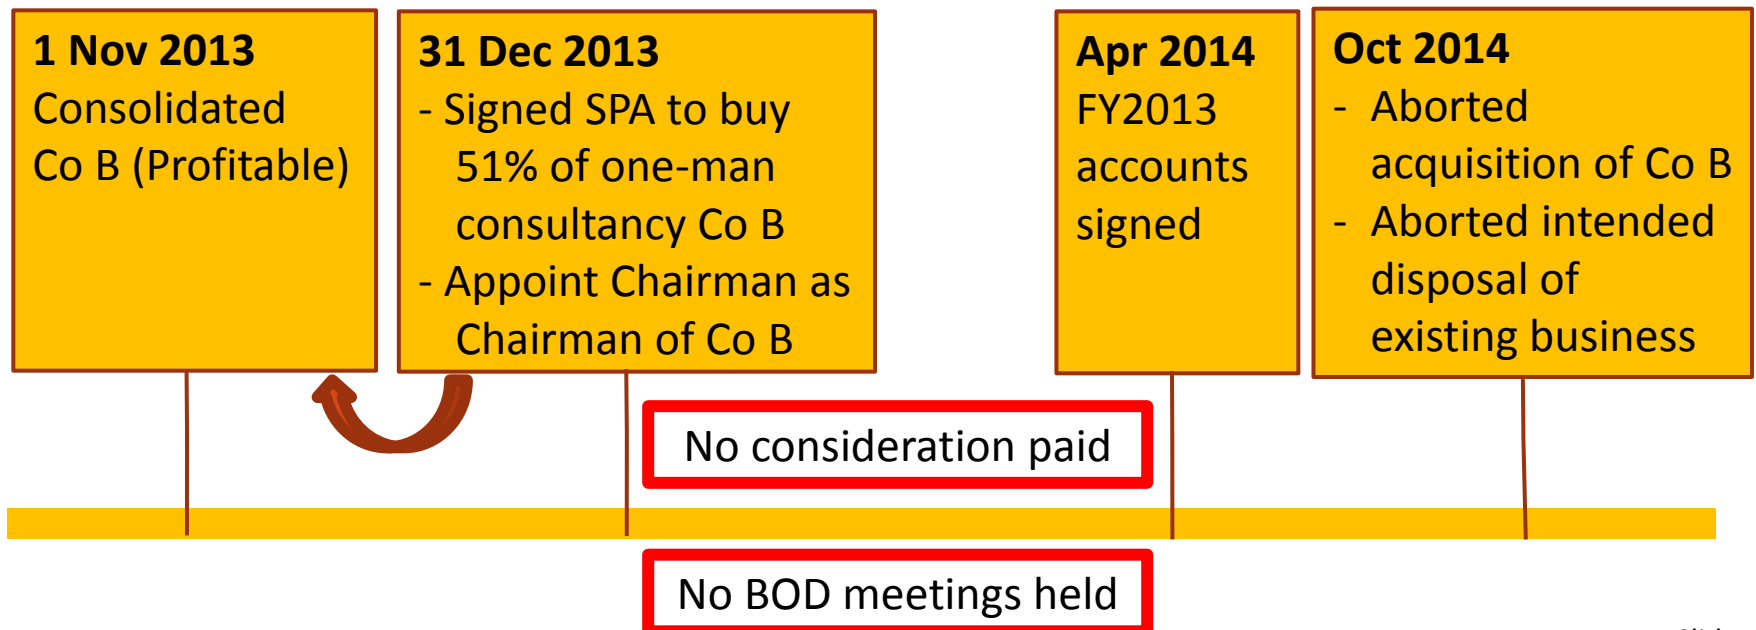 1 Nov 2013
Consolidated
Co B (Profitable)
31 Dec 2013
- Signed SPA to buy
51% of one-man
consultancy Co B
- Appoint Chairman as
Chairman of Co B
Apr 2014
FY2013
accounts
signed
Oct 2014
- Aborted
acquisition of Co B
- Aborted intended
disposal of
existing business
No consideration paid
No BOD meetings held